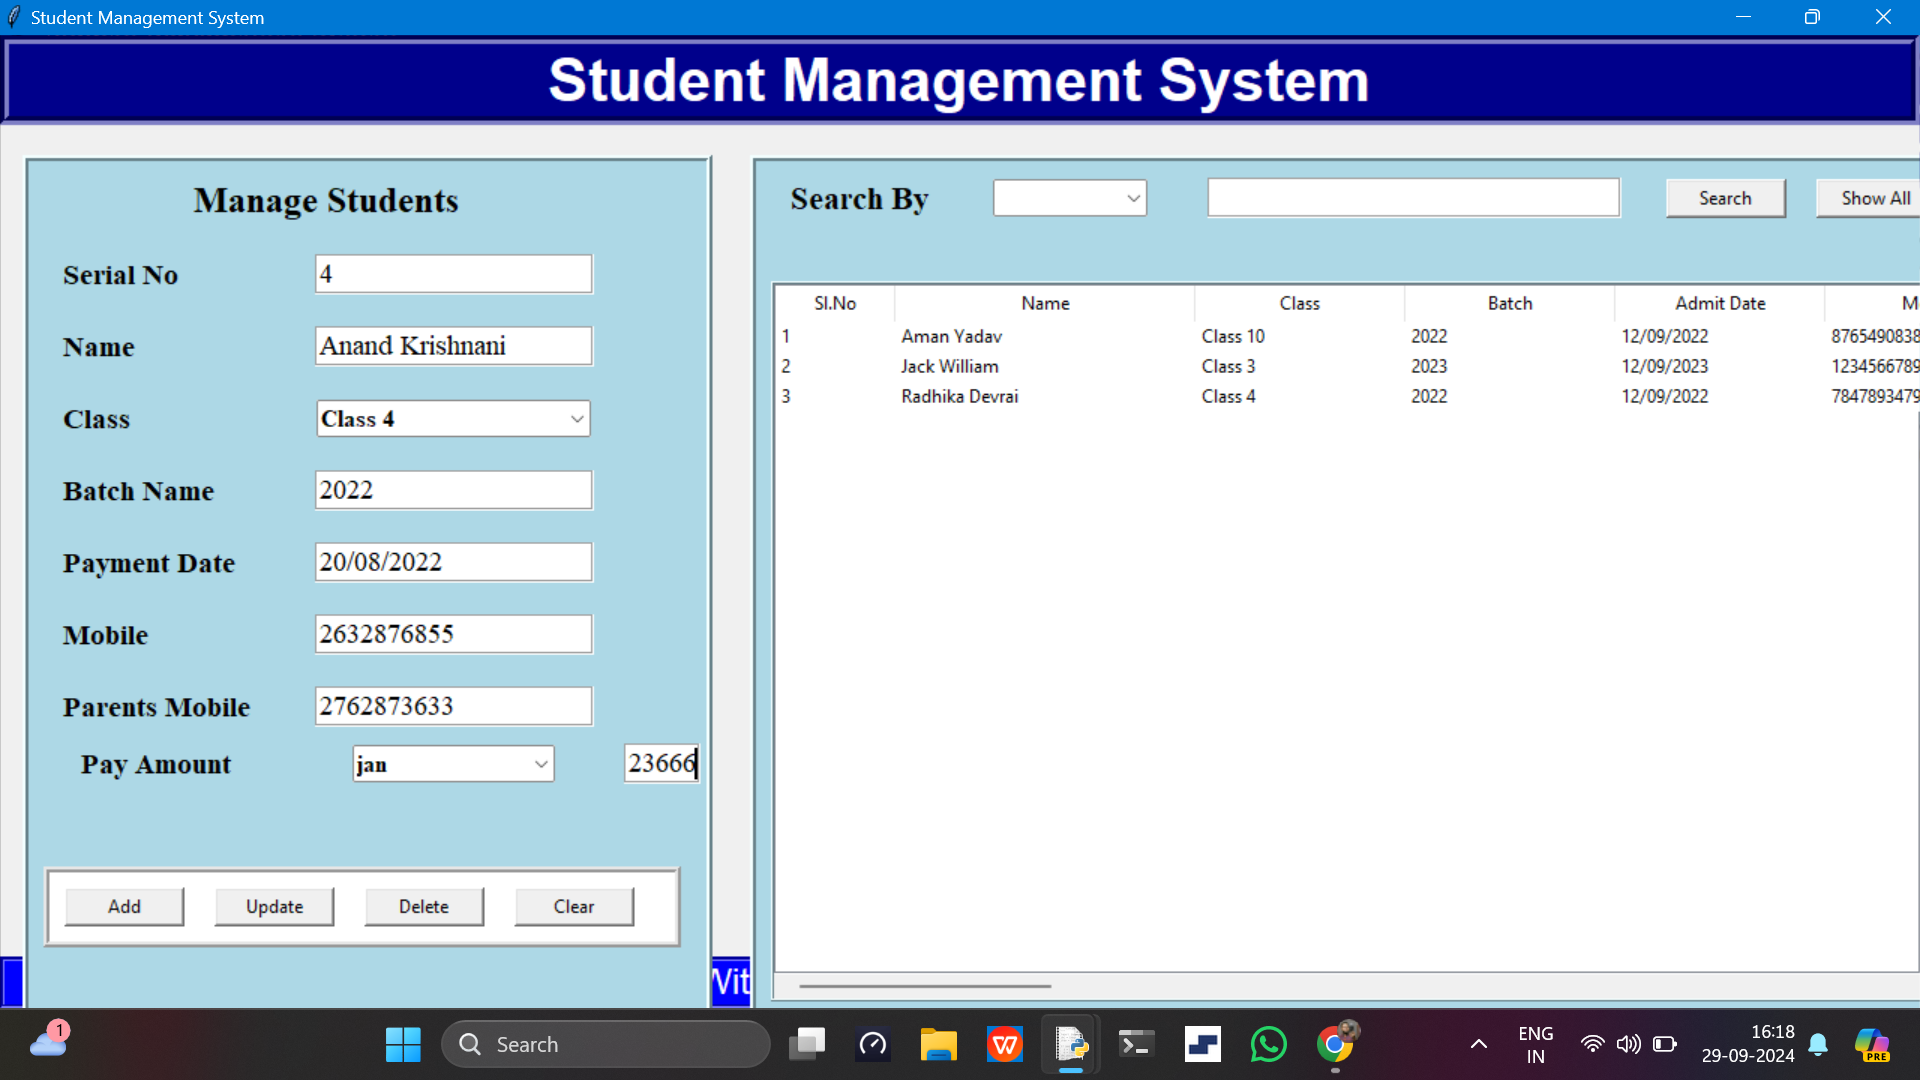 Student Management System
Student Management System
Manage Students
Serial No 4
Name Anand Krishnani
Class Class 4
Batch Name 2022
Payment Date 20/08/2022
Mobile 2632876855
Parents Mobile 2762873633
Pay Amount jan 23666
Add Update Delete Clear
Search By Search Show All
Sl.No Name Class Batch Admit Date M
1 Aman Yadav Class 10 2022 12/09/2022 8765490838
2 Jack William Class 3 2023 12/09/2023 1234566789
3 Radhika Devrai Class 4 2022 12/09/2022 7847893479
Wit
1
Search
ENG
IN
16:18
29-09-2024
PRE